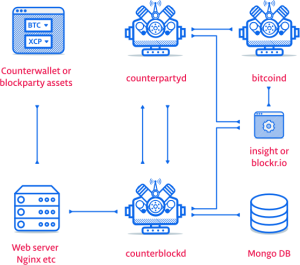 BTC
XCP
Counterwallet or
blockparty assets
counterpartyd
bitcoind
insight or
blockr.io
Web server
Nginx etc
counterblockd
Mongo DB